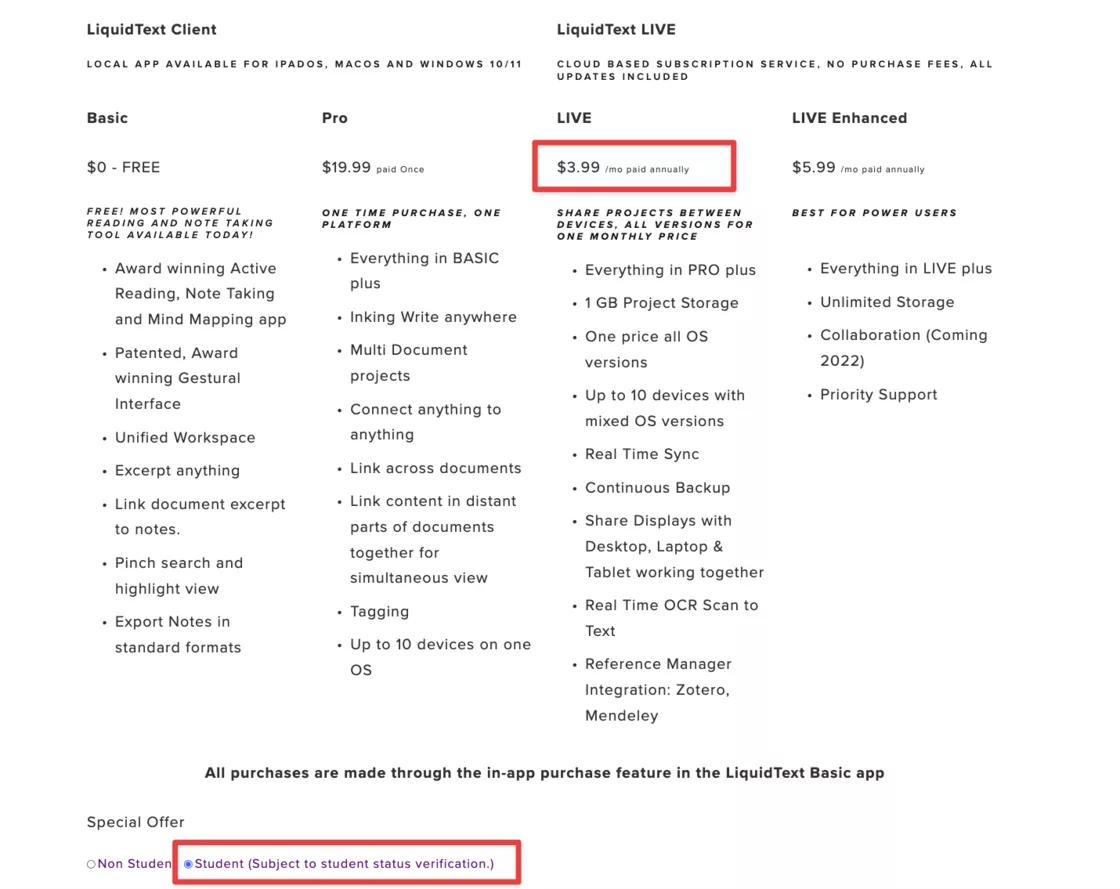 LiquidText Client
LOCAL APP AVAILABLE FOR IPADOS, MACOS AND WINDOWS 10/11
LiquidText LIVE
CLOUD BASED SUBSCRIPTION SERVICE, NO PURCHASE FEES, ALL
UPDATES INCLUDED
Basic
$0 - FREE
FREE! MOST POWERFUL
READING AND NOTE TAKING
TOOL AVAILABLE TODAY!
• Award winning Active
Reading, Note Taking
and Mind Mapping app
• Patented, Award
winning Gestural
Interface
• Unified Workspace
• Excerpt anything
• Link document excerpt
to notes.
• Pinch search and
highlight view
• Export Notes in
standard formats
Pro
$19.99 paid Once
ONE TIME PURCHASE, ONE
PLATFORM
• Everything in BASIC
plus
• Inking Write anywhere
• Multi Document
projects
• Connect anything to
anything
• Link across documents
• Link content in distant
parts of documents
together for
simultaneous view
• Tagging
• Up to 10 devices on one
OS
LIVE
$3.99 /mo paid annually
SHARE PROJECTS BETWEEN
DEVICES, ALL VERSIONS FOR
ONE MONTHLY PRICE
• Everything in PRO plus
• 1 GB Project Storage
• One price all OS
versions
• Up to 10 devices with
mixed OS versions
• Real Time Sync
• Continuous Backup
• Share Displays with
Desktop, Laptop &
Tablet working together
• Real Time OCR Scan to
Text
• Reference Manager
Integration: Zotero,
Mendeley
LIVE Enhanced
$5.99 /mo paid annually
BEST FOR POWER USERS
• Everything in LIVE plus
• Unlimited Storage
• Collaboration (Coming
2022)
• Priority Support
All purchases are made through the in-app purchase feature in the LiquidText Basic app
Special Offer
Non Studen Student (Subject to student status verification.)